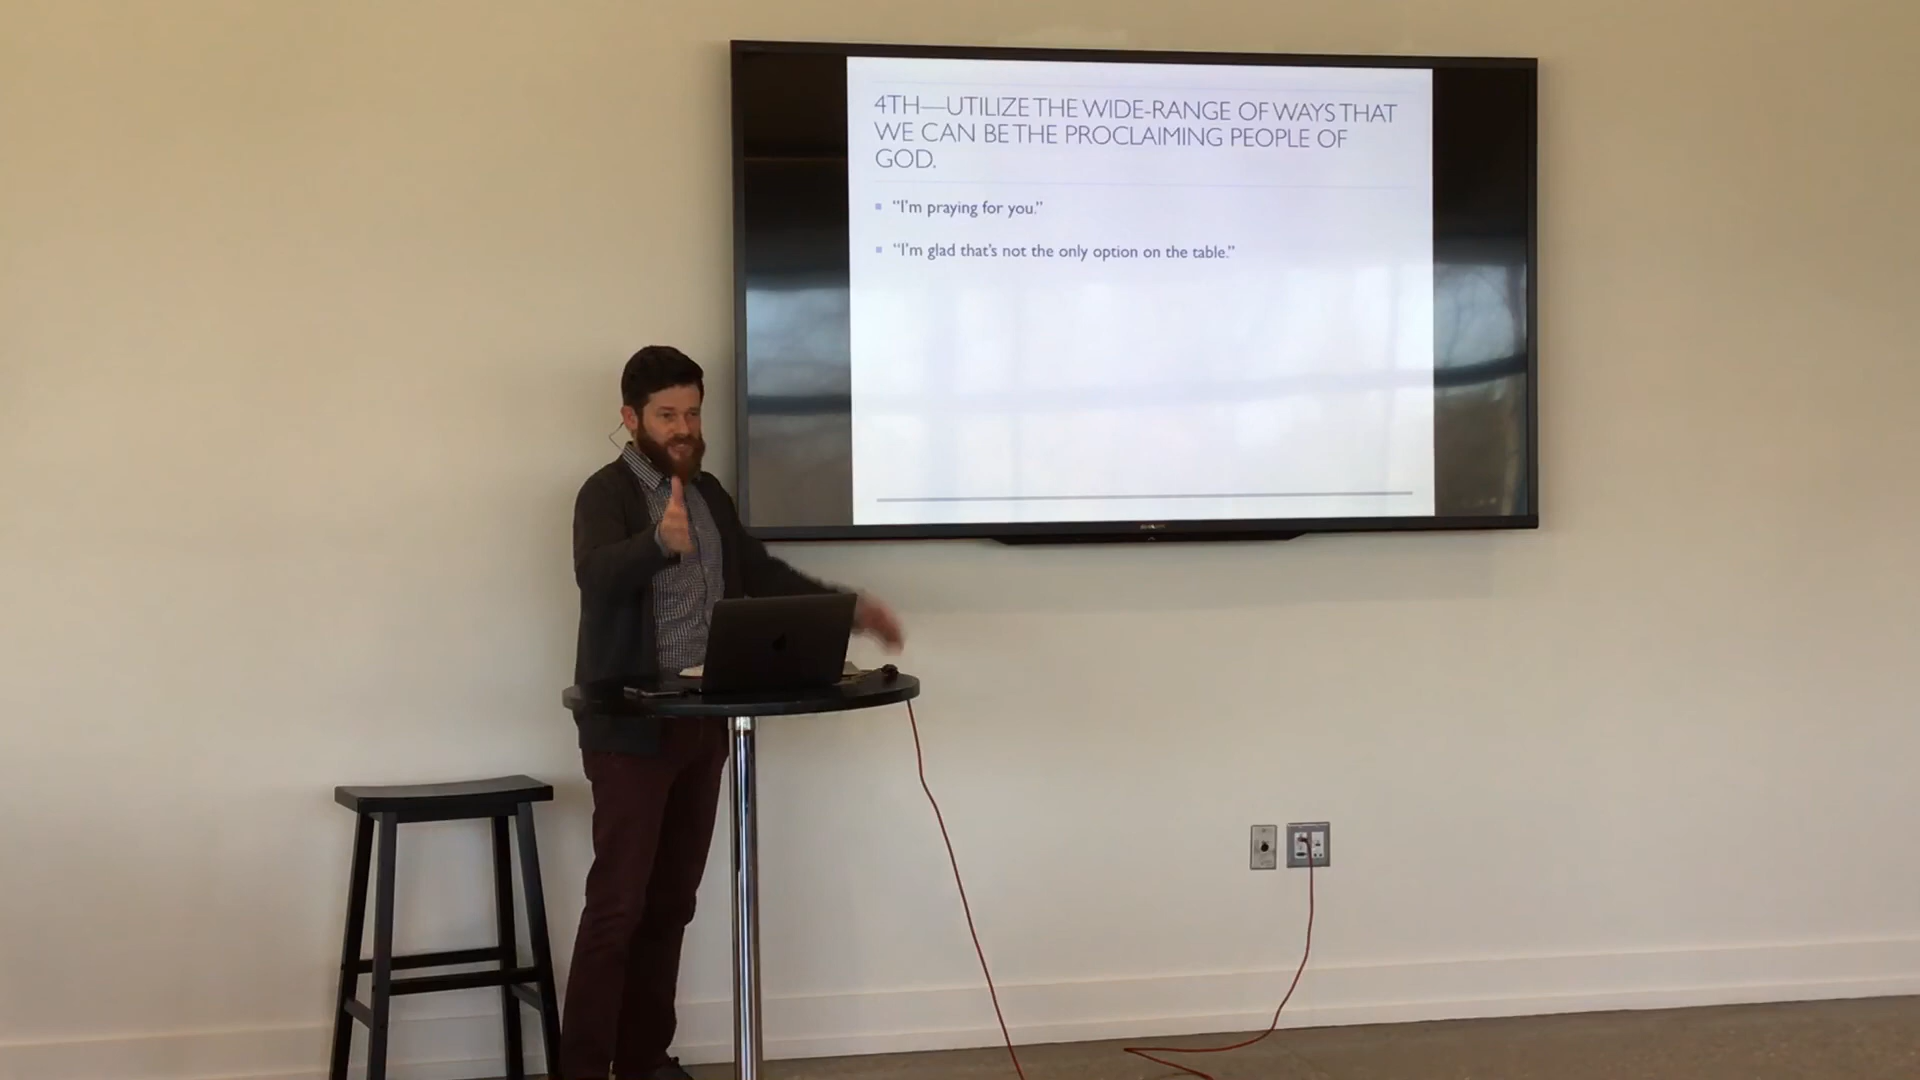 4TH—UTILIZE THE WIDE-RANGE OF WAYS THAT
WE CAN BE THE PROCLAIMING PEOPLE OF
GOD.
"I'm praying for you."
"I'm glad that's not the only option on the table."